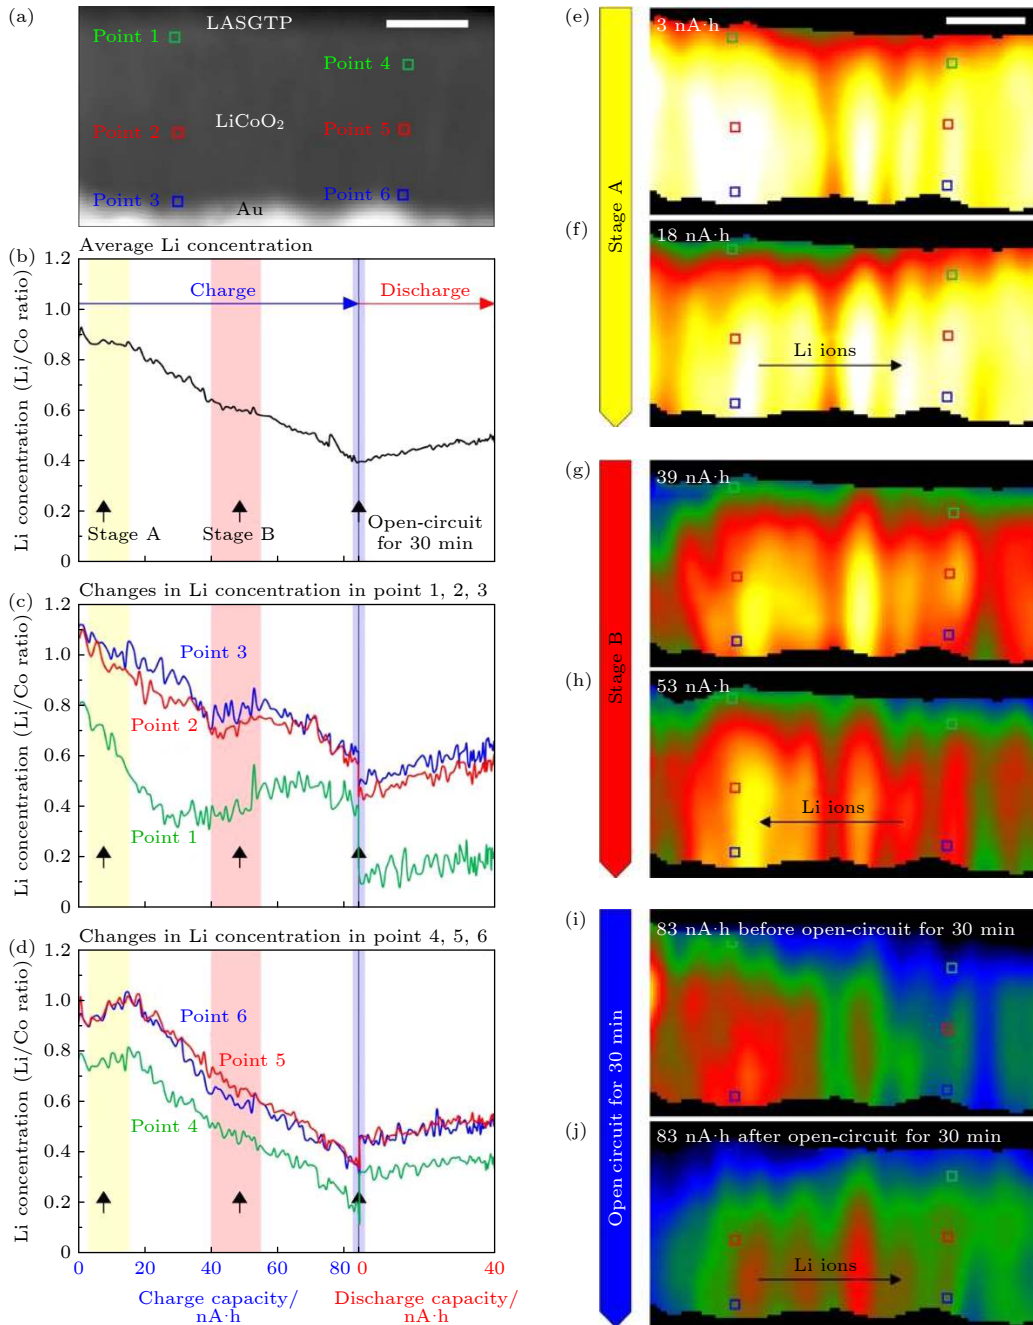 (a)
LASGTP
Point 1
Point 4
LiCoO₂
Point 2
Point 5
Point 3
Point 6
Au
(b)
Average Li concentration
Li concentration (Li/Co ratio)
1.2
1.0
0.8
0.6
0.4
0.2
0
Charge
Discharge
Stage A
Stage B
Open-circuit
for 30 min
(c)
Changes in Li concentration in point 1, 2, 3
Li concentration (Li/Co ratio)
1.2
1.0
0.8
0.6
0.4
0.2
0
Point 3
Point 2
Point 1
(d)
Changes in Li concentration in point 4, 5, 6
Li concentration (Li/Co ratio)
1.2
1.0
0.8
0.6
0.4
0.2
0
Point 6
Point 5
Point 4
0
20
40
60
80
0
40
Charge capacity/
nA·h
Discharge capacity/
nA·h
(e)
3 nA·h
Stage A
(f)
18 nA·h
Li ions
(g)
39 nA·h
Stage B
(h)
53 nA·h
Li ions
(i)
83 nA·h before open-circuit for 30 min
Open circuit for 30 min
(j)
83 nA·h after open-circuit for 30 min
Li ions